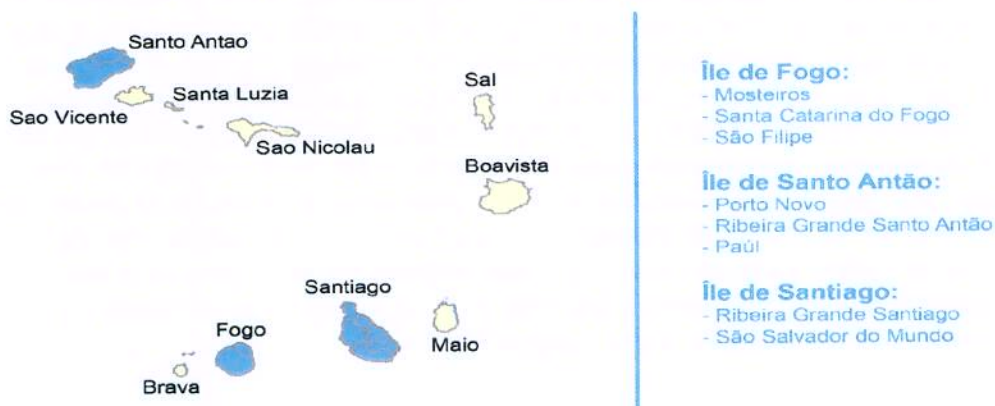 Santo Antao
Sao Vicente
Santa Luzia
Sao Nicolau
Sal
Boavista
Santiago
Fogo
Maio
Brava
Île de Fogo:
- Mosteiros
- Santa Catarina do Fogo
- São Filipe
Île de Santo Antão:
- Porto Novo
- Ribeira Grande Santo Antão
- Paúl
Île de Santiago:
- Ribeira Grande Santiago
- São Salvador do Mundo